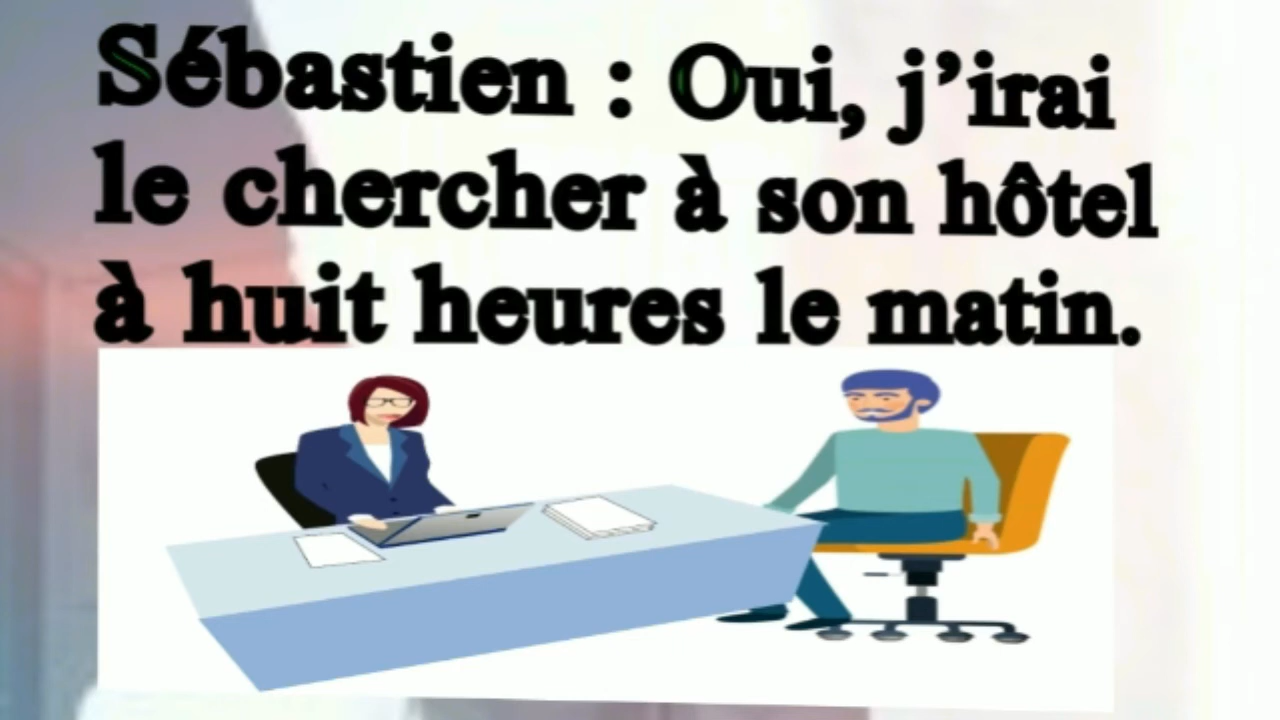 Sébastien : Oui, j’irai
le chercher à son hôtel
à huit heures le matin.